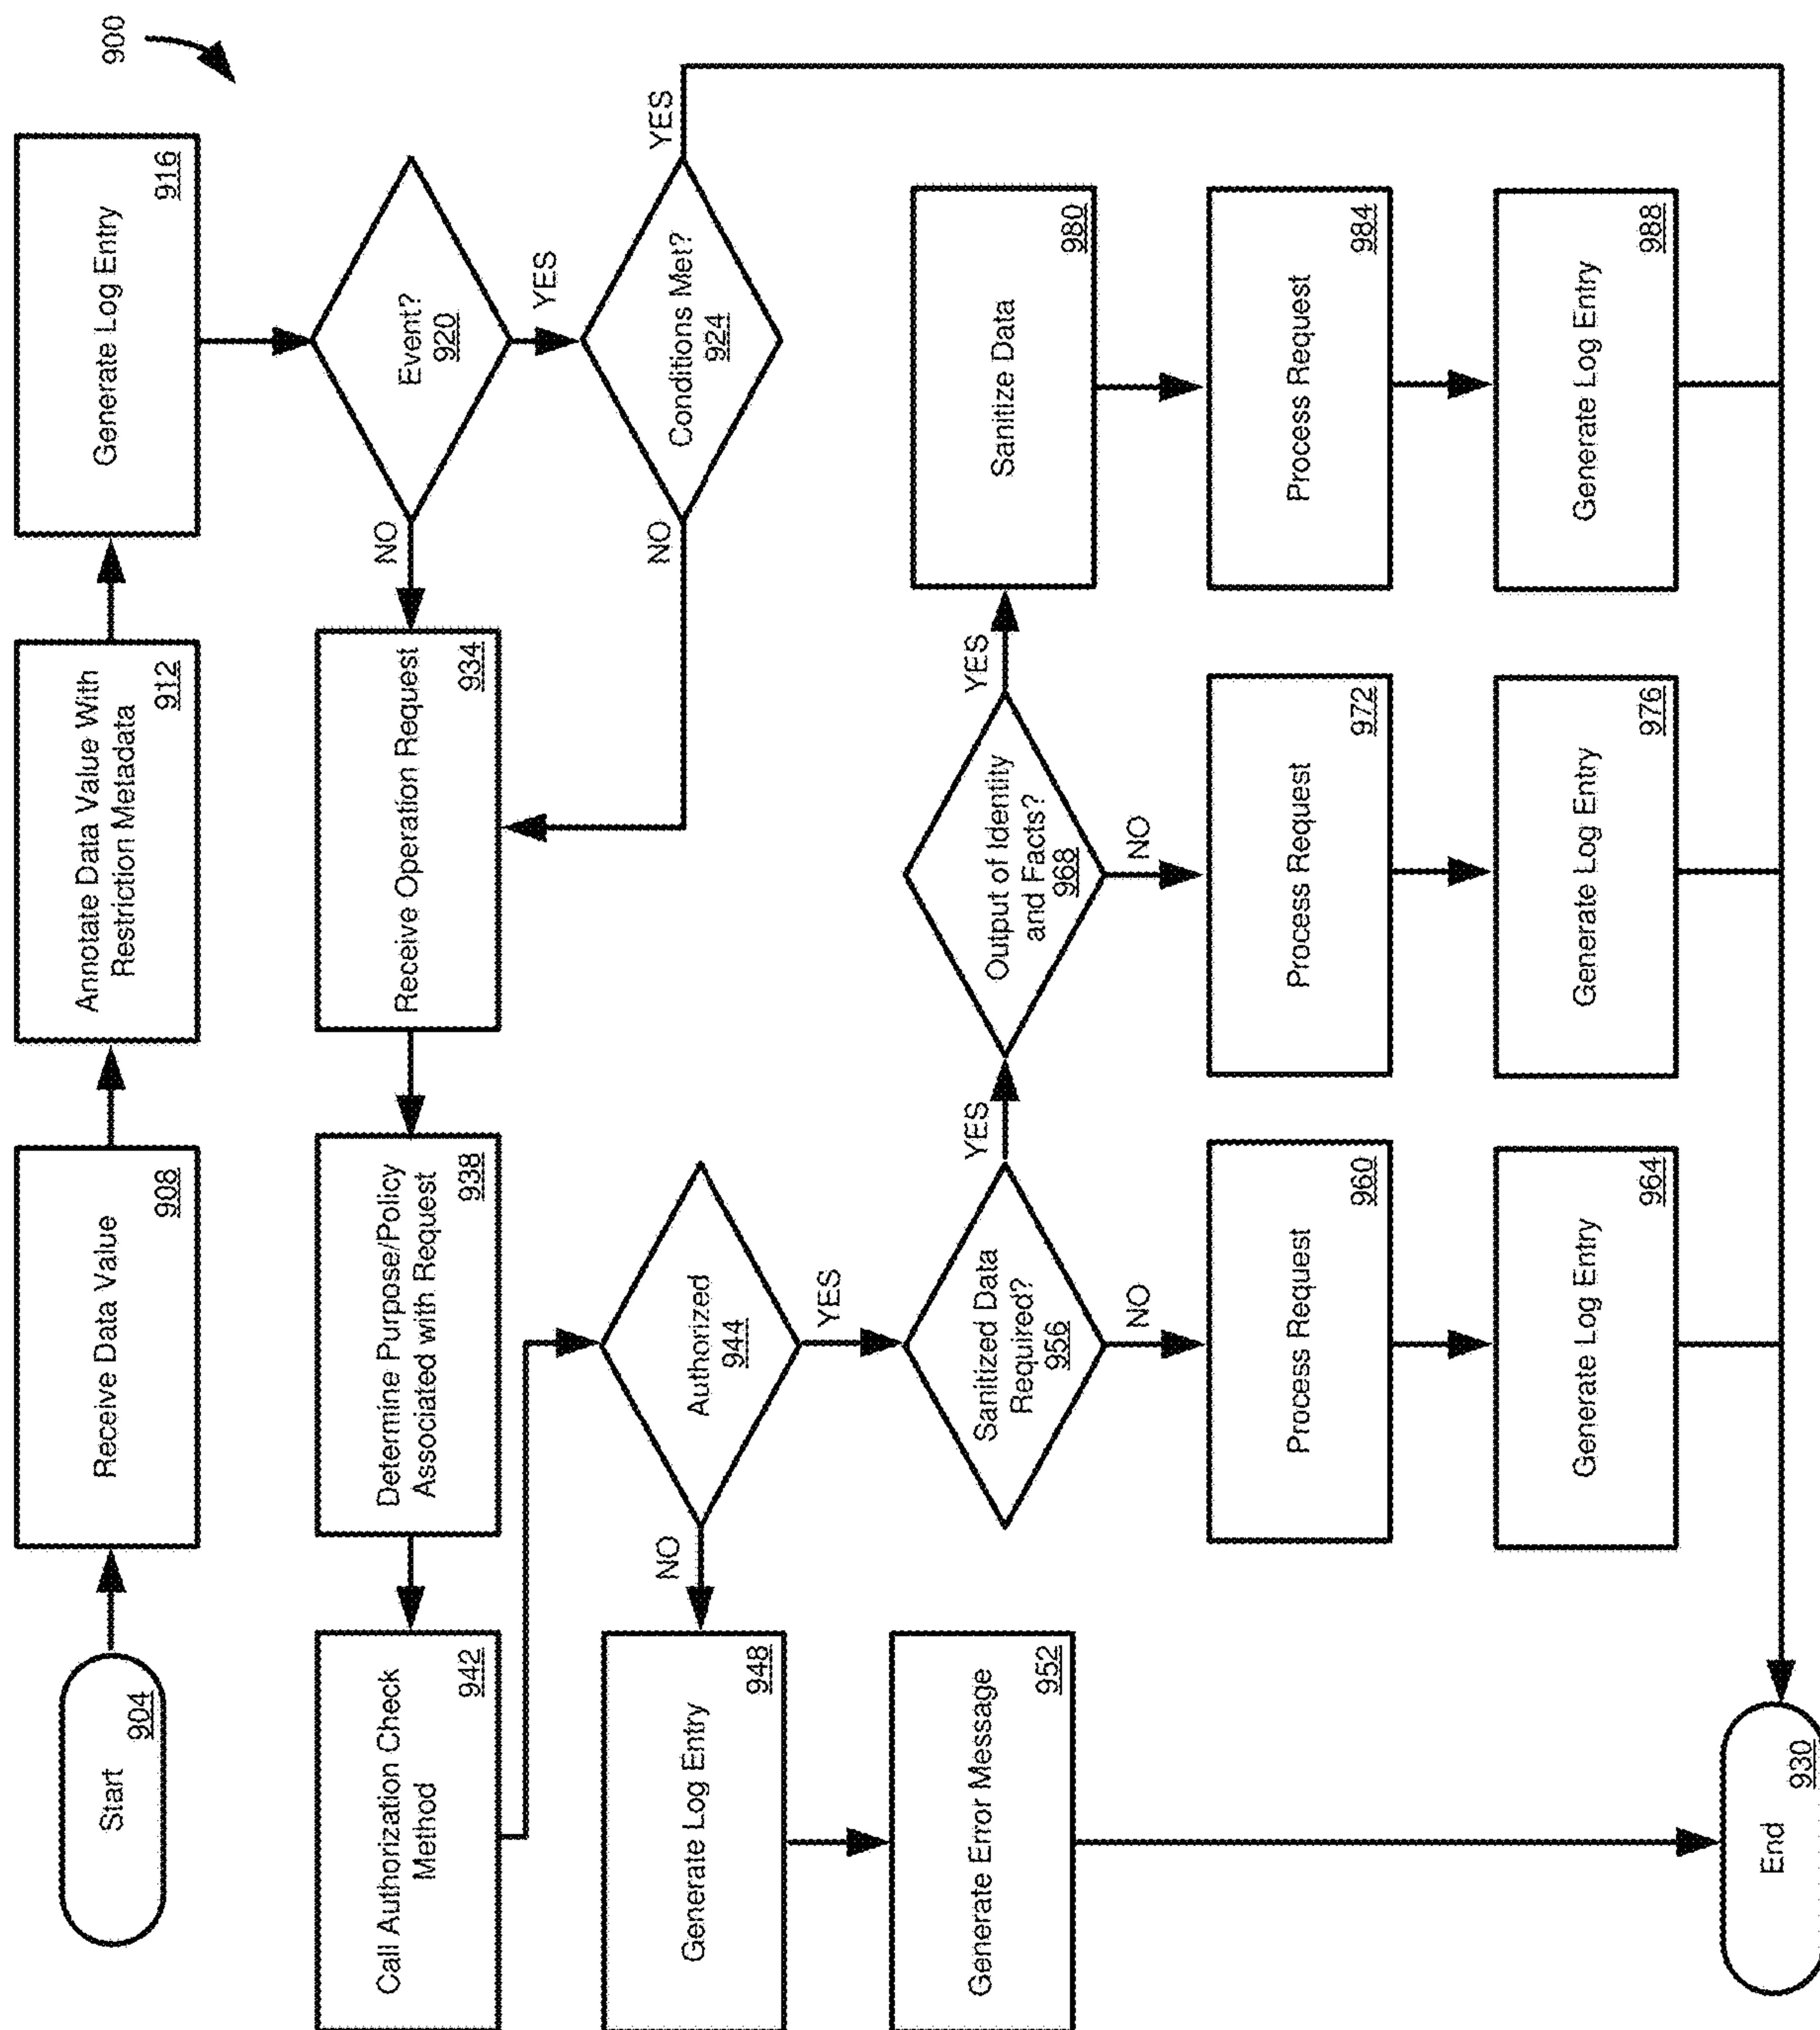 900
Start
904
Receive Data Value
908
Annotate Data Value With
Restriction Metadata
912
Generate Log Entry
916
Event?
920
NO
YES
Conditions Met?
924
NO
YES
Receive Operation Request
934
Determine Purpose/Policy
Associated with Request
938
Call Authorization Check
Method
942
Authorized
944
NO
YES
Generate Log Entry
948
Generate Error Message
952
Sanitized Data
Required?
956
YES
NO
Output of Identity
and Facts?
968
YES
NO
Sanitize Data
980
Process Request
960
Process Request
972
Process Request
984
Generate Log Entry
964
Generate Log Entry
976
Generate Log Entry
988
End
930